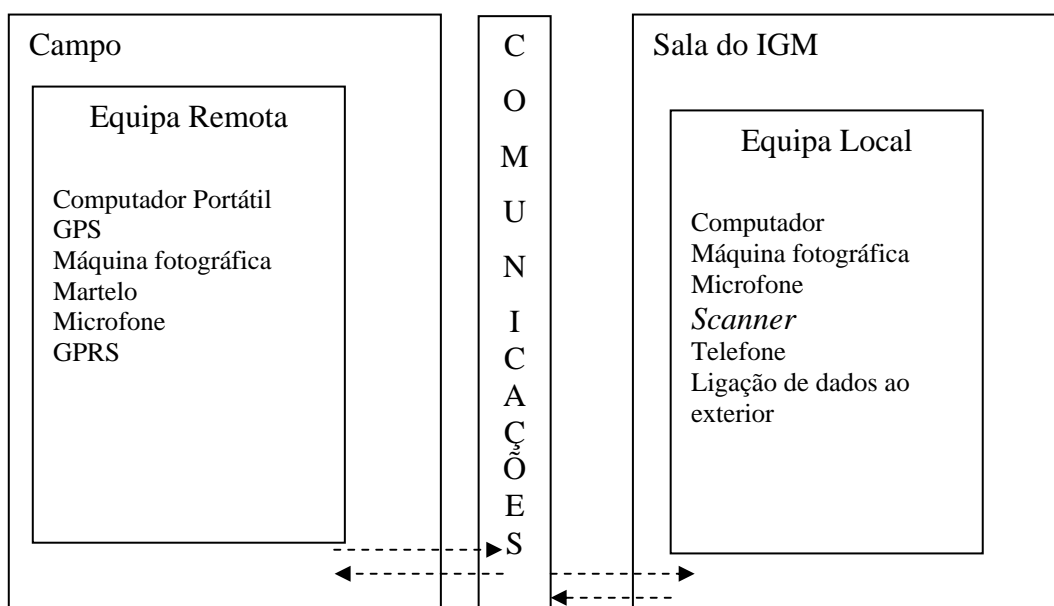 Campo
Equipa Remota
Computador Portátil
GPS
Máquina fotográfica
Martelo
Microfone
GPRS
C
O
M
U
N
I
C
A
Ç
Õ
E
S
Sala do IGM
Equipa Local
Computador
Máquina fotográfica
Microfone
Scanner
Telefone
Ligação de dados ao
exterior